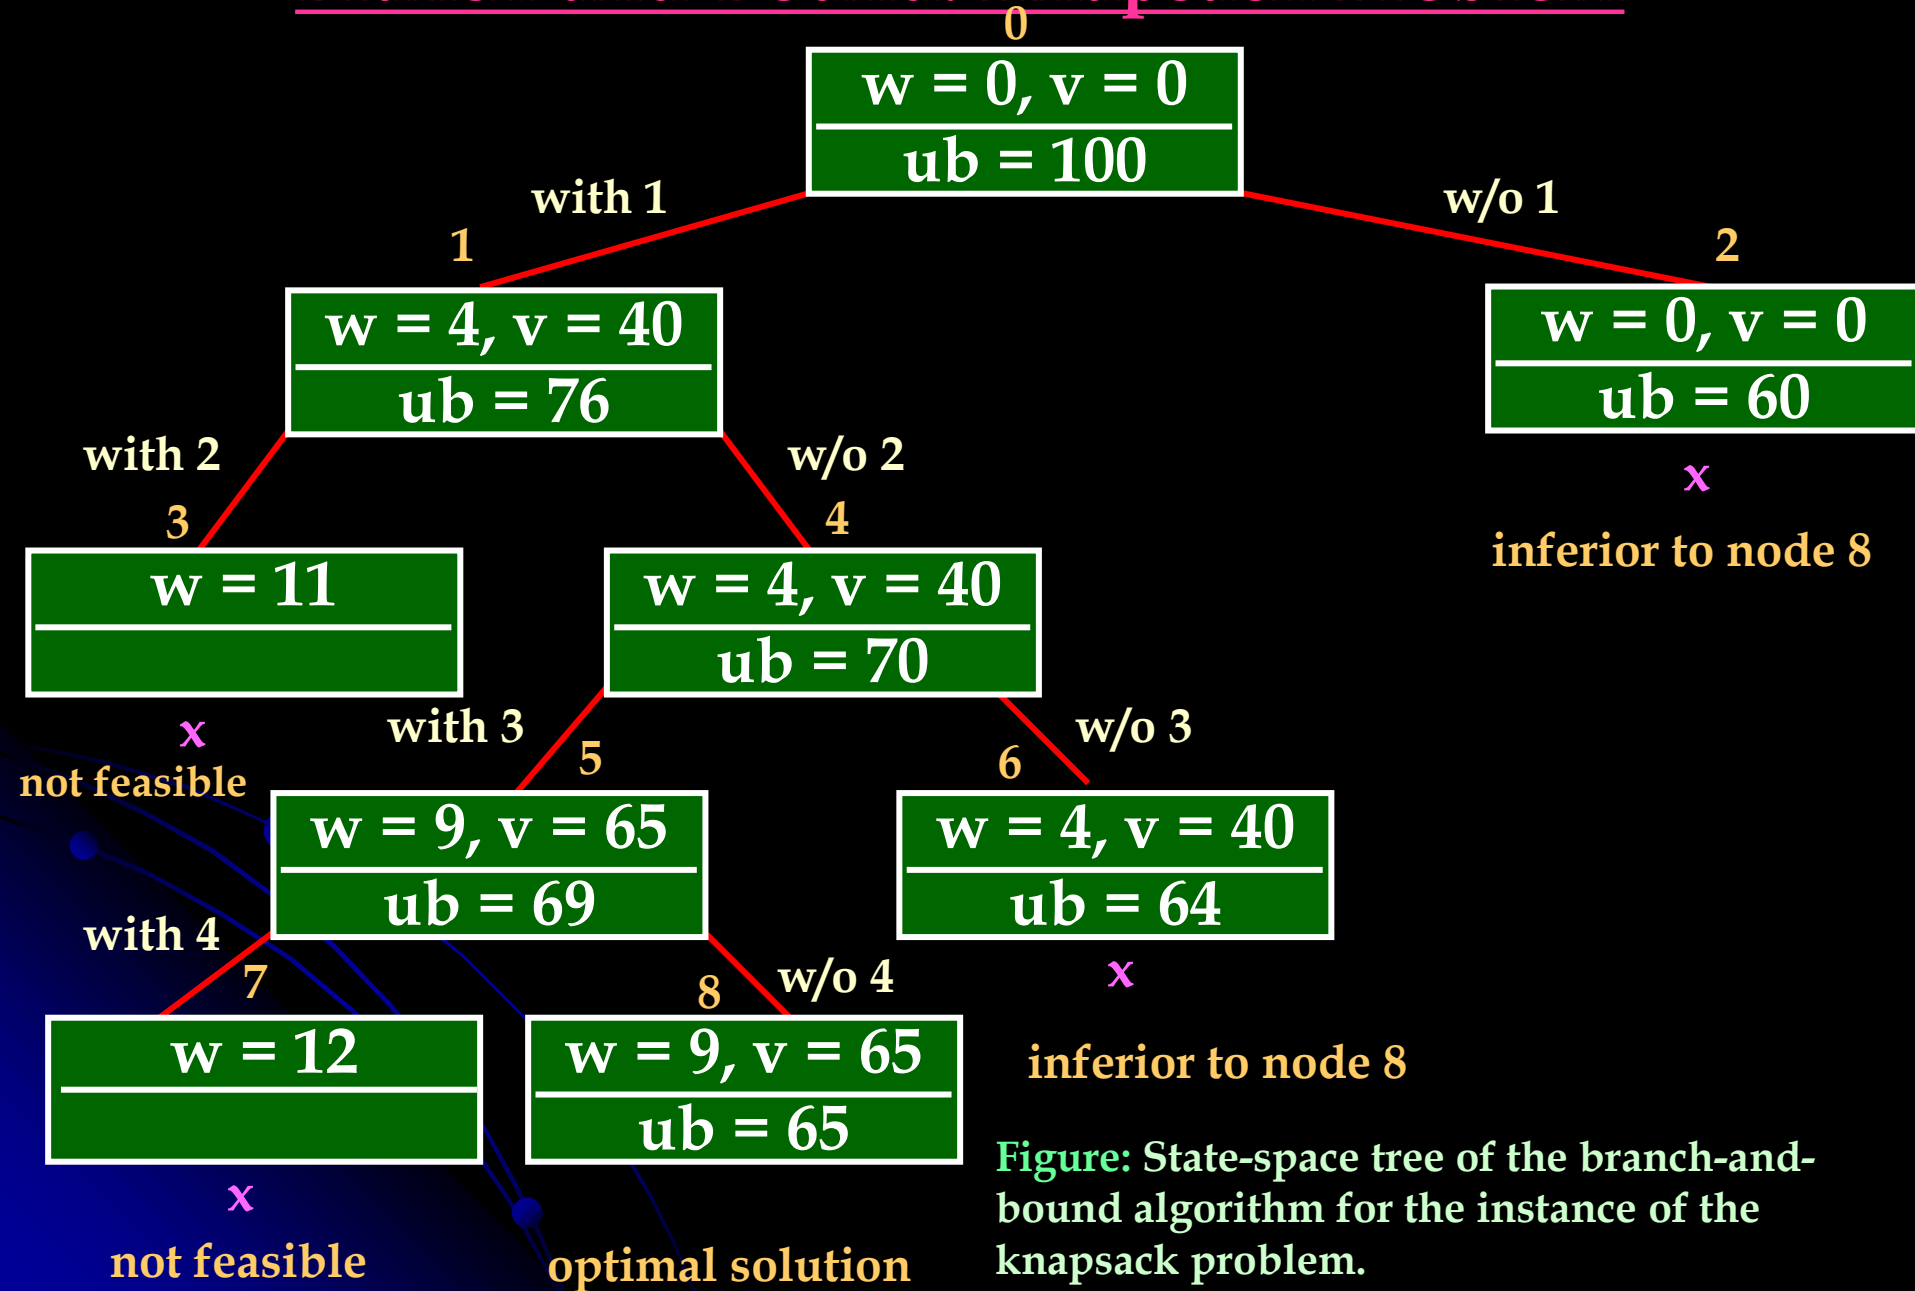 0
w = 0, v = 0
ub = 100
with 1
w/o 1
1
2
w = 4, v = 40
ub = 76
w = 0, v = 0
ub = 60
with 2
w/o 2
x
3
4
inferior to node 8
w = 11
w = 4, v = 40
ub = 70
x
with 3
w/o 3
not feasible
5
6
w = 9, v = 65
ub = 69
w = 4, v = 40
ub = 64
with 4
w/o 4
x
7
8
w = 12
w = 9, v = 65
ub = 65
inferior to node 8
x
not feasible
optimal solution
Figure: State-space tree of the branch-and-
bound algorithm for the instance of the
knapsack problem.